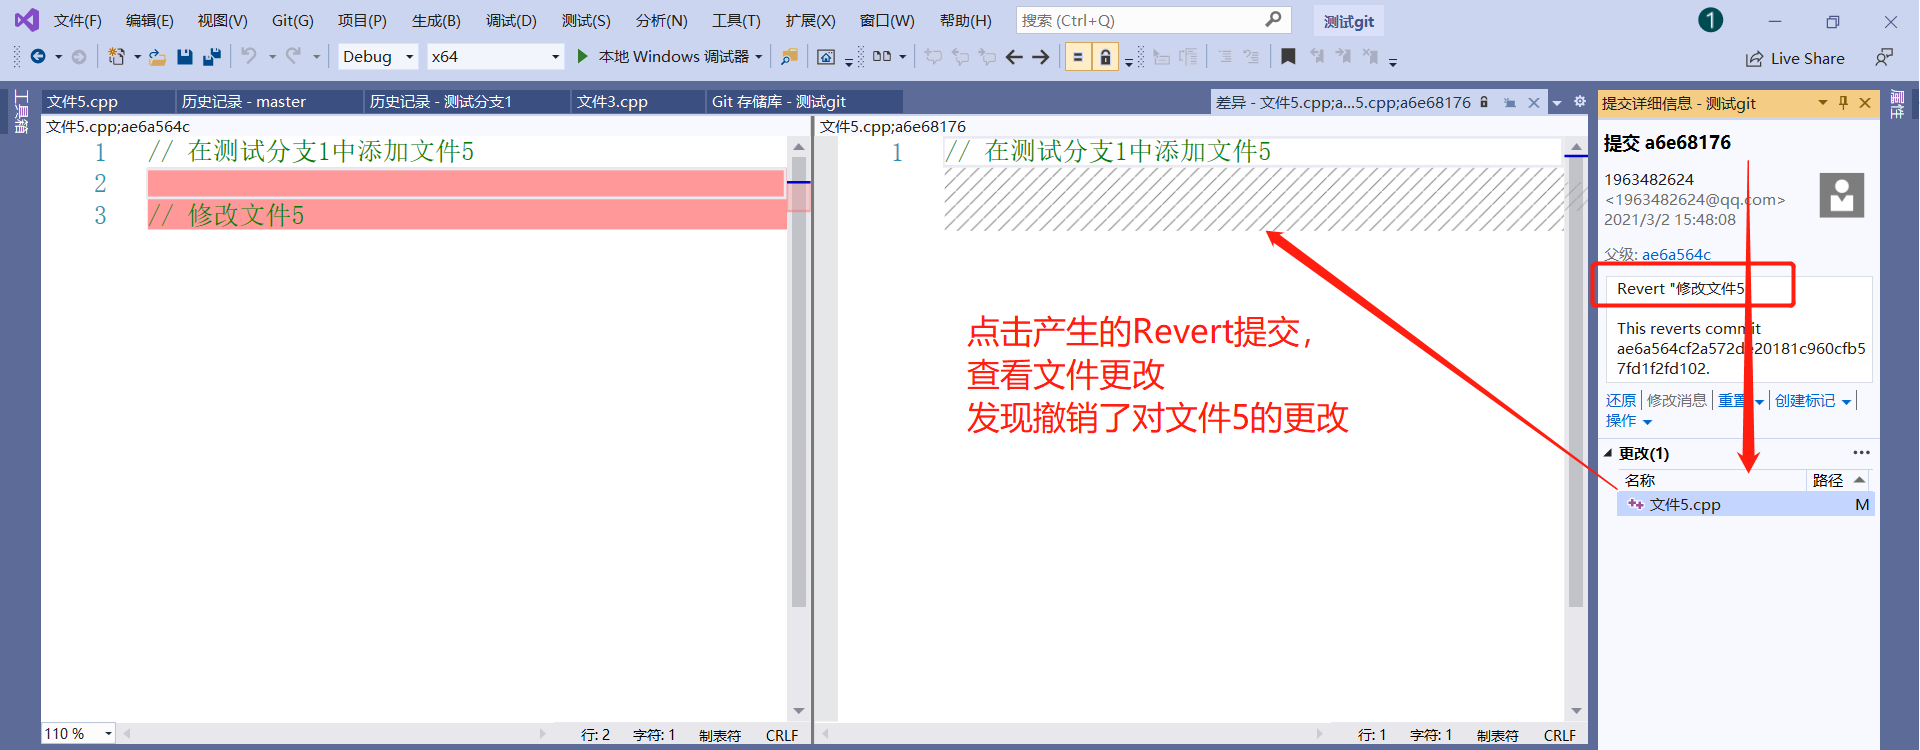 文件(F) 编辑(E) 视图(V) Git(G) 项目(P) 生成(B) 调试(D) 测试(S) 分析(N) 工具(T) 扩展(X) 窗口(W) 帮助(H) 搜索 (Ctrl+Q) 测试git 1
Debug x64 本地 Windows 调试器 Live Share
工具箱
文件5.cpp 历史记录 - master 历史记录 - 测试分支1 文件3.cpp Git 存储库 - 测试git 差异 - 文件5.cpp;a...5.cpp;a6e68176
文件5.cpp;ae6a564c
1 // 在测试分支1中添加文件5
2
3 // 修改文件5
110 % 行: 2 字符: 1 制表符 CRLF
文件5.cpp;a6e68176
1 // 在测试分支1中添加文件5
点击产生的Revert提交，
查看文件更改
发现撤销了对文件5的更改
行: 1 字符: 1 制表符 CRLF
提交详细信息 - 测试git
提交 a6e68176
1963482624
<1963482624@qq.com>
2021/3/2 15:48:08
父级: ae6a564c
Revert "修改文件5
This reverts commit
ae6a564cf2a572de20181c960cfb5
7fd1f2fd102.
还原 修改消息 重置 创建标记
操作
更改(1)
名称 路径
文件5.cpp M
属性